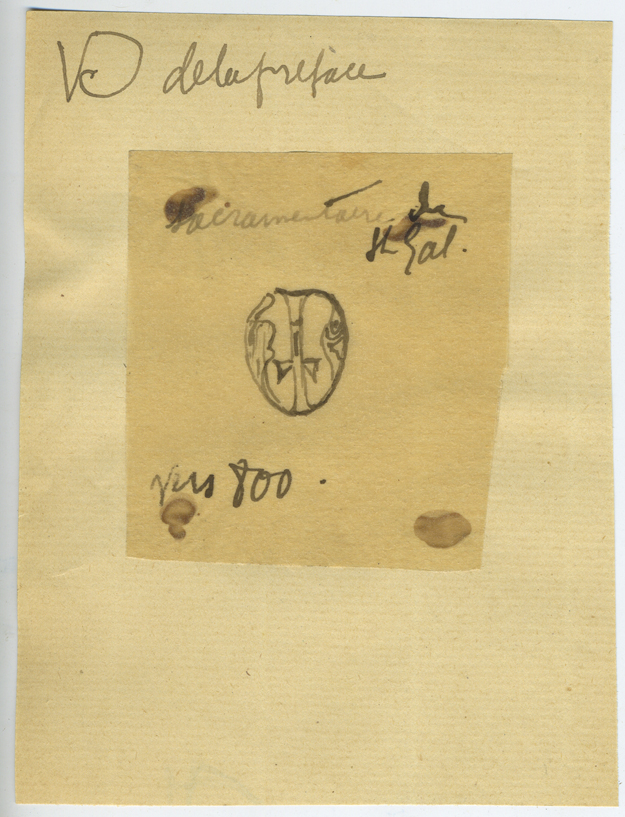 VD de la préface
Sacramentaire de
St Gal.
vers 800.